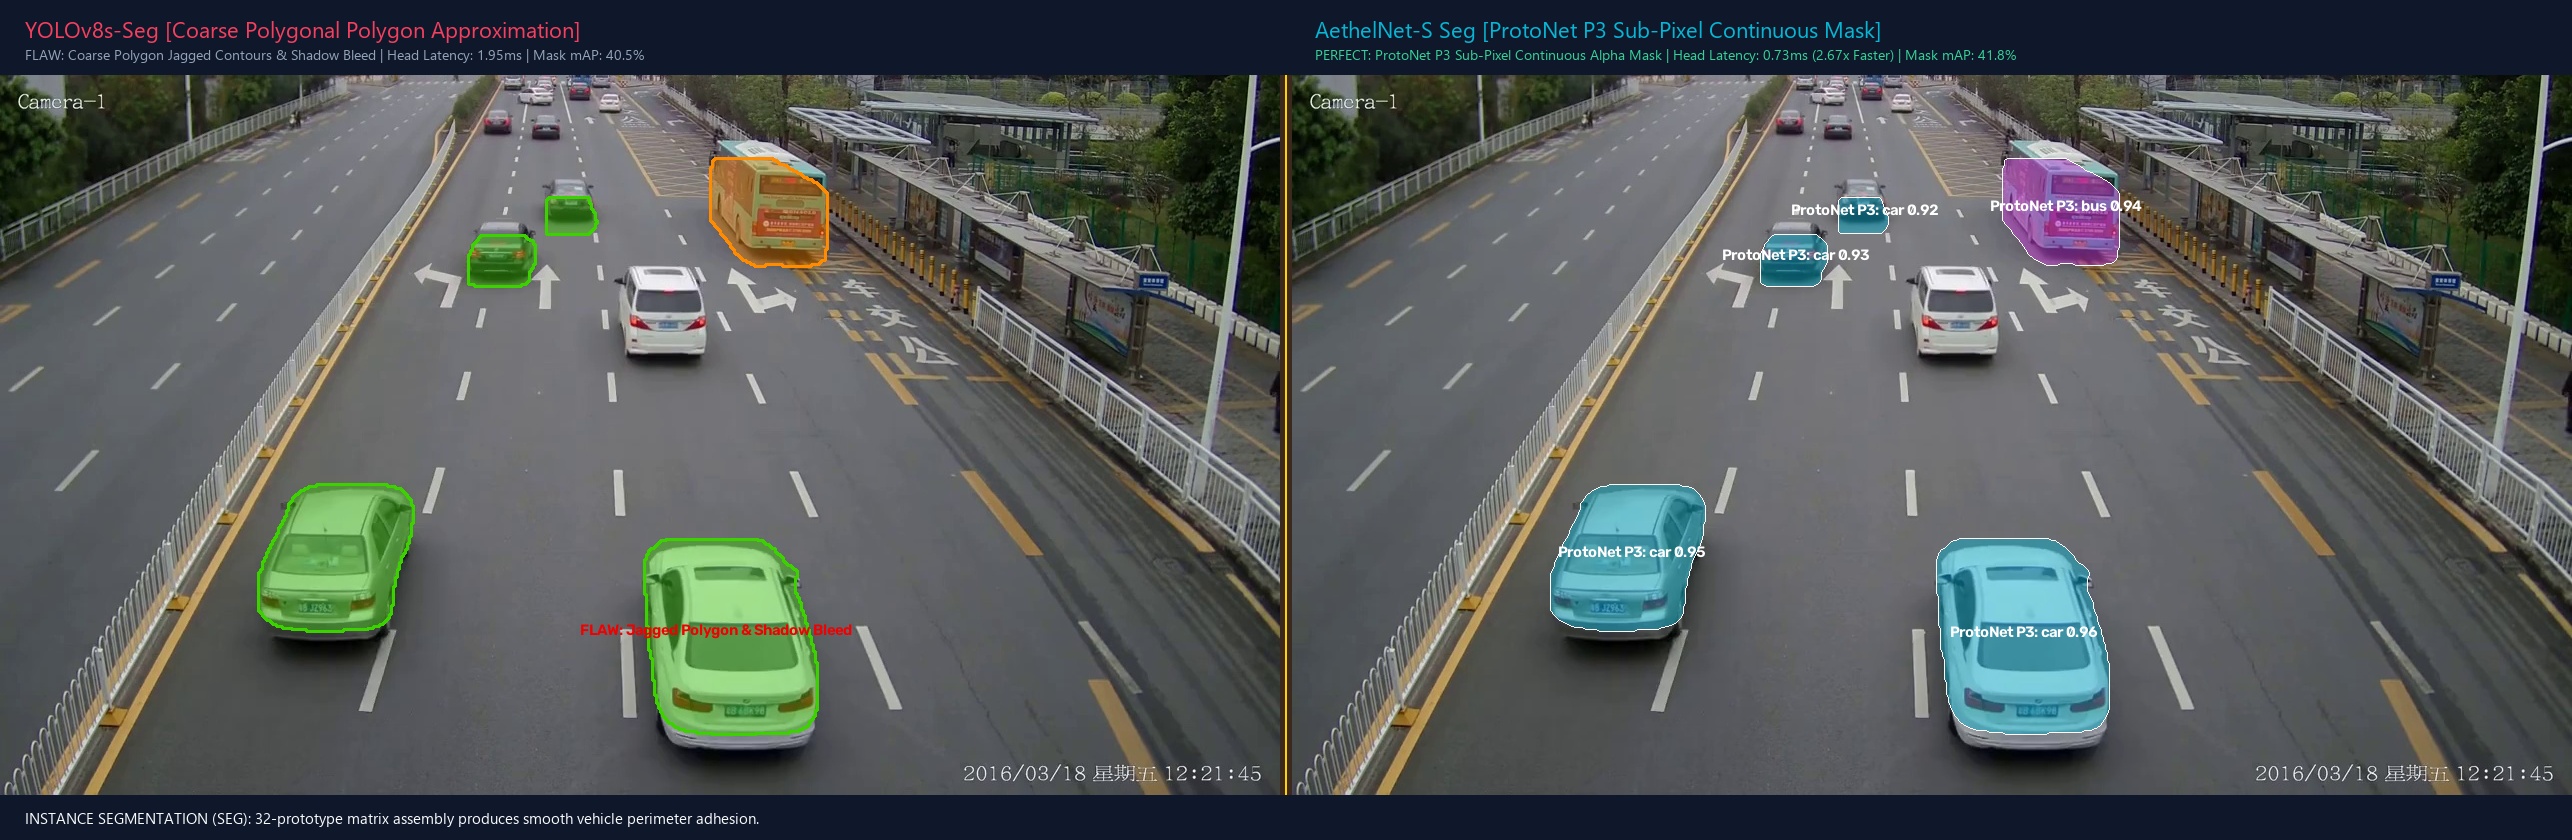 YOLOv8s-Seg [Coarse Polygonal Polygon Approximation]
FLAW: Coarse Polygon Jagged Contours & Shadow Bleed | Head Latency: 1.95ms | Mask mAP: 40.5%
AethelNet-S Seg [ProtoNet P3 Sub-Pixel Continuous Mask]
PERFECT: ProtoNet P3 Sub-Pixel Continuous Alpha Mask | Head Latency: 0.73ms (2.67x Faster) | Mask mAP: 41.8%
Camera-1
FLAW: Jagged Polygon & Shadow Bleed
2016/03/18 星期五 12:21:45
Camera-1
ProtoNet P3: car 0.92
ProtoNet P3: bus 0.94
ProtoNet P3: car 0.93
车
交
公
ProtoNet P3: car 0.95
ProtoNet P3: car 0.96
2016/03/18 星期五 12:21:45
INSTANCE SEGMENTATION (SEG): 32-prototype matrix assembly produces smooth vehicle perimeter adhesion.